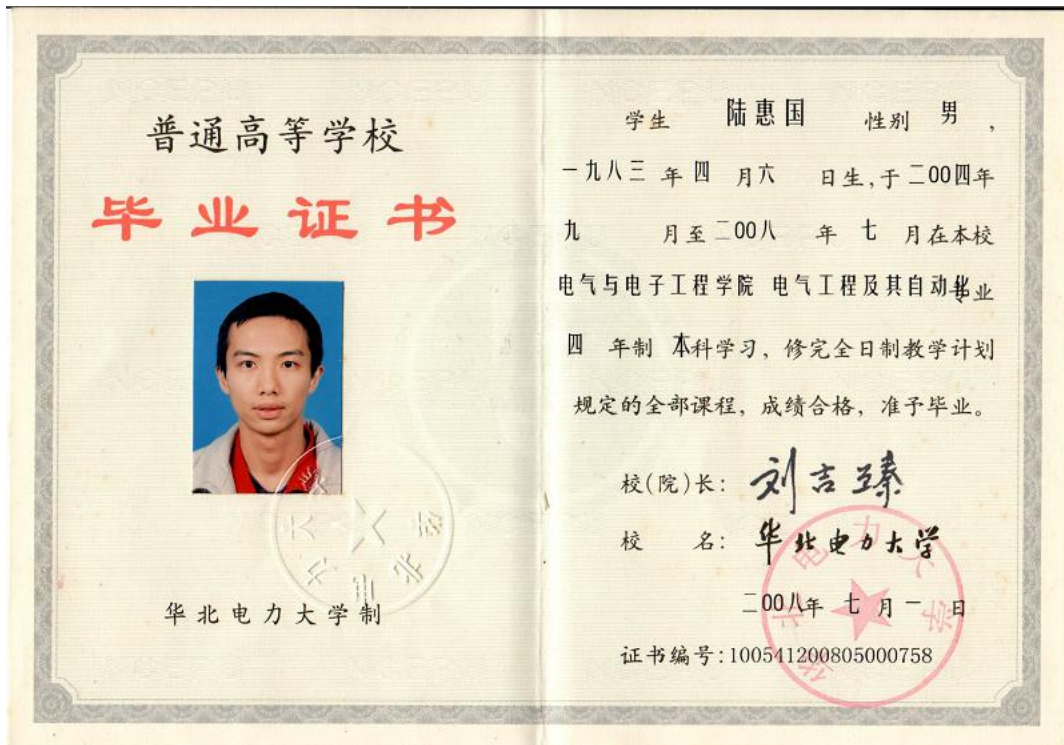 普通高等学校
毕业证书
华北电力大学制
学生 陆惠国 性别 男，
一九八三年四月六日生，于二00四年
九月至二00八年七月在本校
电气与电子工程学院 电气工程及其自动化专业
四年制 本科学习，修完全日制教学计划
规定的全部课程，成绩合格，准予毕业。
校(院)长：刘吉臻
校名：华北电力大学
二00八年七月一日
证书编号：100541200805000758
华北电力大学